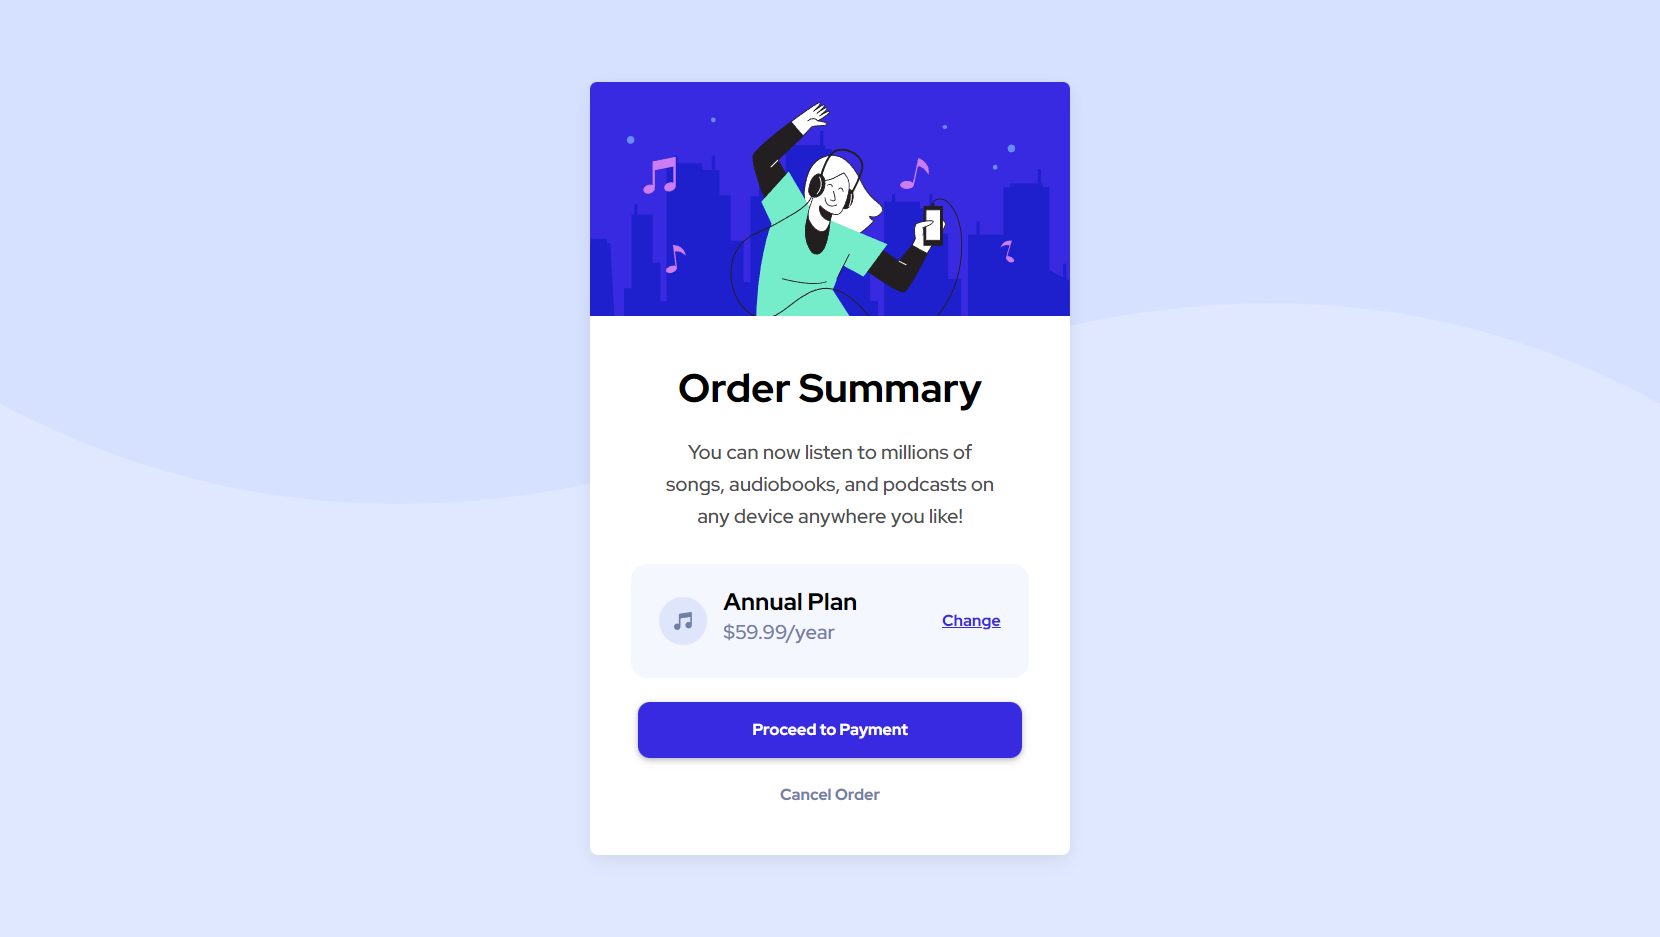 Order Summary
You can now listen to millions of
songs, audiobooks, and podcasts on
any device anywhere you like!
Annual Plan
$59.99/year
Change
Proceed to Payment
Cancel Order